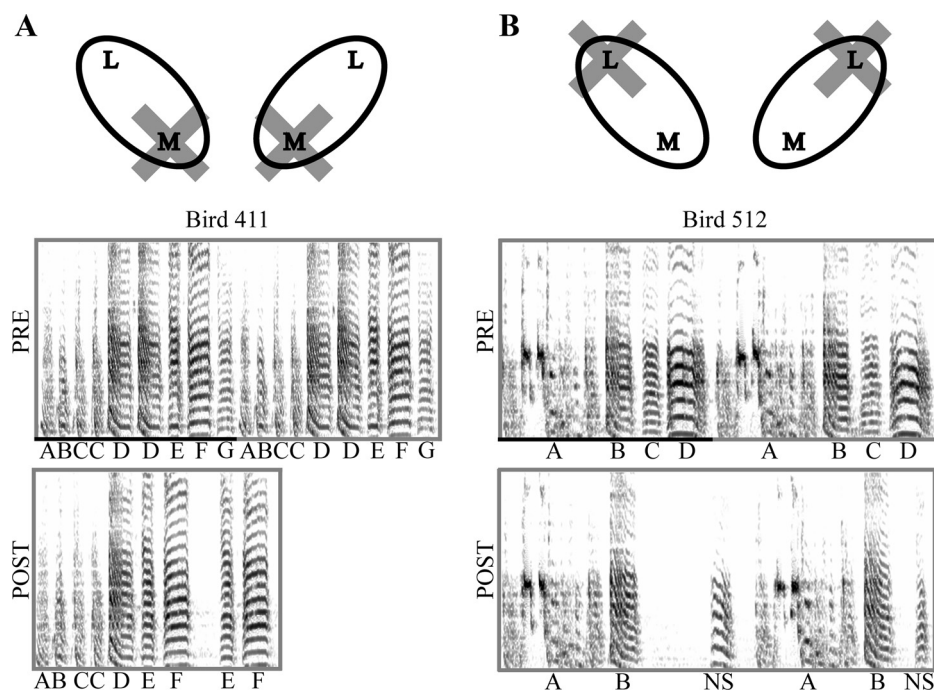 A
B
L
L
M
M
L
L
M
M
Bird 411
Bird 512
PRE
ABCC D D E F G ABCC D D E F G
PRE
A B C D A B C D
POST
AB CC D E F E F
POST
A B NS A B NS